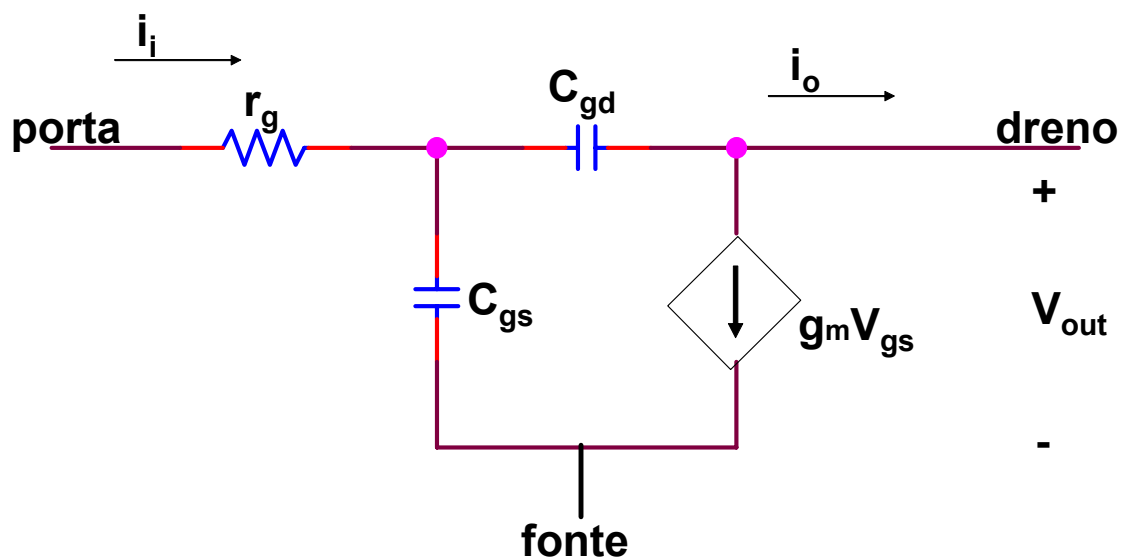 i_i
r_g
C_gd
i_o
porta
dreno
+
C_gs
g_mV_gs
V_out
-
fonte